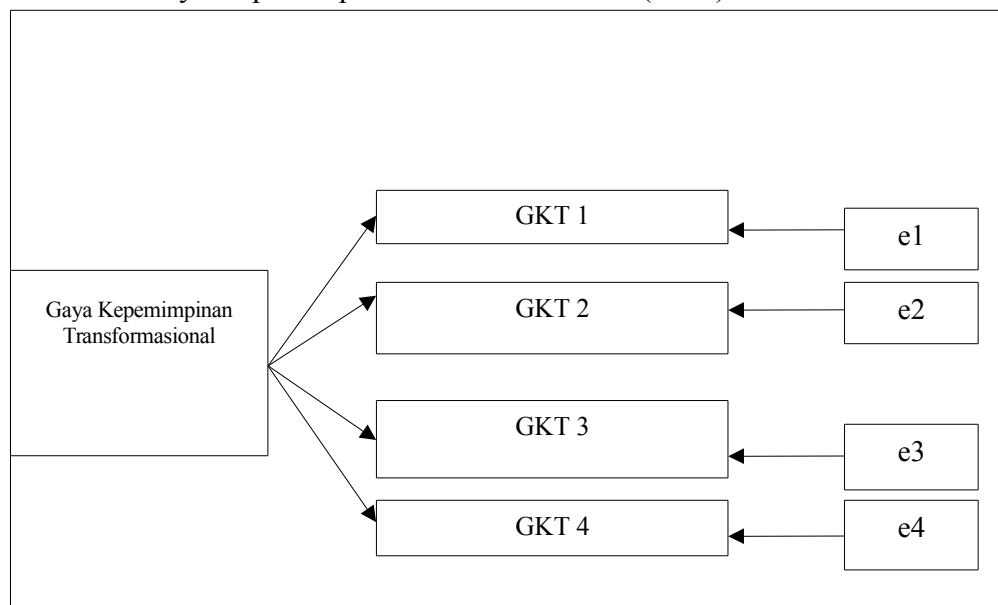 GKT 1
e1
Gaya Kepemimpinan
Transformasional
GKT 2
e2
GKT 3
e3
GKT 4
e4